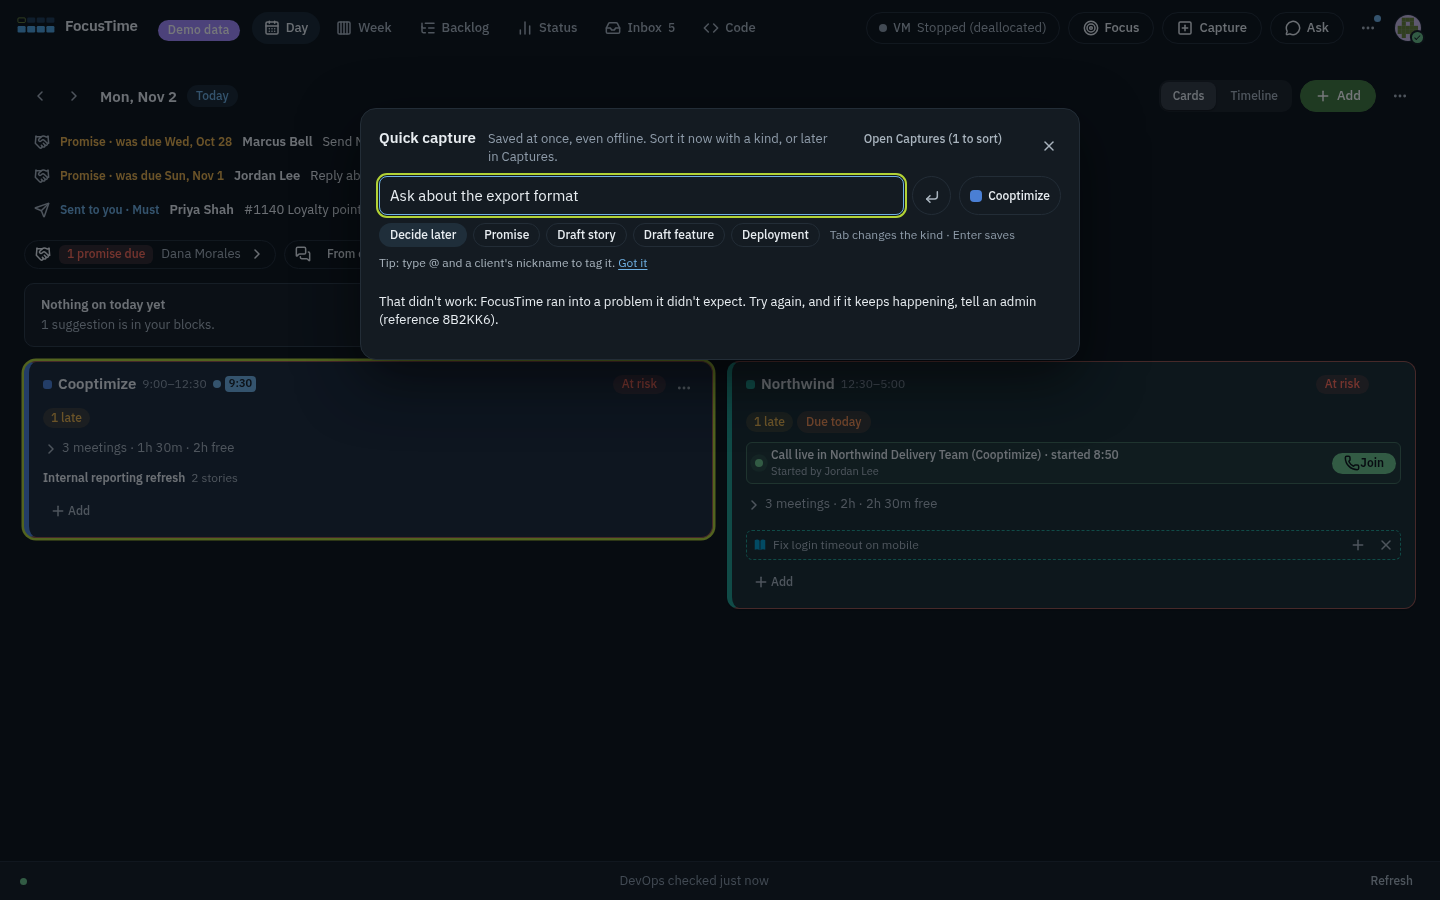 FocusTime
Demo data
Day
Week
Backlog
Status
Inbox 5
Code
VM Stopped (deallocated)
Focus
Capture
Ask
Mon, Nov 2
Today
Cards
Timeline
Add
Promise · was due Wed, Oct 28 Marcus Bell Send
Promise · was due Sun, Nov 1 Jordan Lee Reply
Sent to you · Must Priya Shah #1140 Loyalty
1 promise due Dana Morales
From
Nothing on today yet
1 suggestion is in your blocks.
Quick capture
Saved at once, even offline. Sort it now with a kind, or later
in Captures.
Open Captures (1 to sort)
Ask about the export format
Cooptimize
Decide later
Promise
Draft story
Draft feature
Deployment
Tab changes the kind · Enter saves
Tip: type @ and a client's nickname to tag it. Got it
That didn't work: FocusTime ran into a problem it didn't expect. Try again, and if it keeps happening, tell an admin
(reference 8B2KK6).
Cooptimize 9:00–12:30 9:30
At risk
1 late
3 meetings · 1h 30m · 2h free
Internal reporting refresh 2 stories
Add
Northwind 12:30–5:00
At risk
1 late
Due today
Call live in Northwind Delivery Team (Cooptimize) · started 8:50
Started by Jordan Lee
Join
3 meetings · 2h · 2h 30m free
Fix login timeout on mobile
Add
DevOps checked just now
Refresh